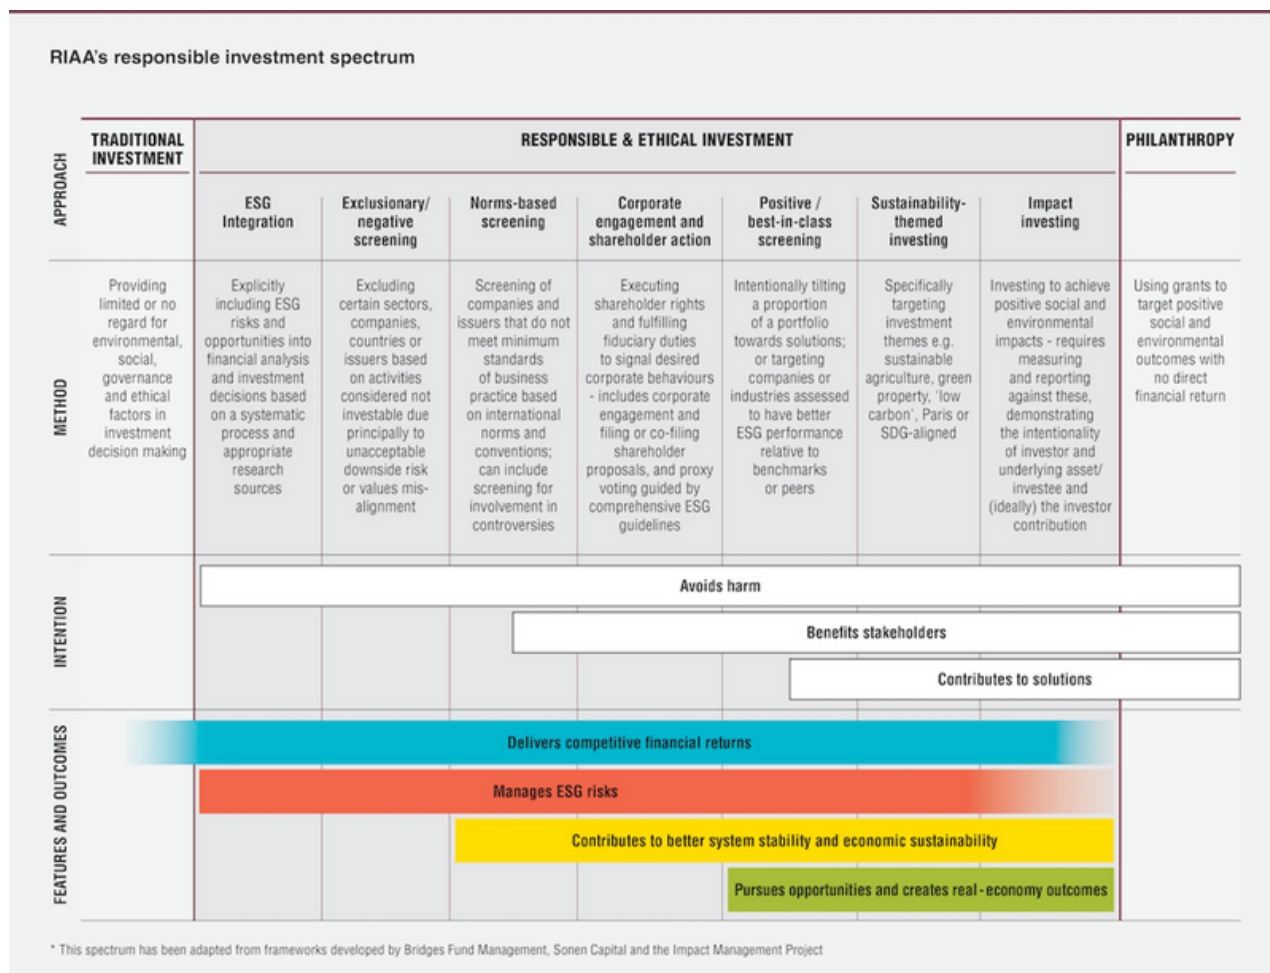 RIAA's responsible investment spectrum
APPROACH
TRADITIONAL
INVESTMENT
RESPONSIBLE & ETHICAL INVESTMENT
PHILANTHROPY
ESG
Integration
Exclusionary/
negative
screening
Norms-based
screening
Corporate
engagement and
shareholder action
Positive /
best-in-class
screening
Sustainability-
themed
investing
Impact
investing
METHOD
Providing
limited or no
regard for
environmental,
social,
governance
and ethical
factors in
investment
decision making
Explicitly
including ESG
risks and
opportunities into
financial analysis
and investment
decisions based
on a systematic
process and
appropriate
research
sources
Excluding
certain sectors,
companies,
countries or
issuers based
on activities
considered not
investable due
principally to
unacceptable
downside risk
or values mis-
alignment
Screening of
companies and
issuers that do not
meet minimum
standards
of business
practice based
on international
norms and
conventions;
can include
screening for
involvement in
controversies
Executing
shareholder rights
and fulfilling
fiduciary duties
to signal desired
corporate behaviours
- includes corporate
engagement and
filing or co-filing
shareholder
proposals, and proxy
voting guided by
comprehensive ESG
guidelines
Intentionally tilting
a proportion
of a portfolio
towards solutions;
or targeting
companies or
industries assessed
to have better
ESG performance
relative to
benchmarks
or peers
Specifically
targeting
investment
themes e.g.
sustainable
agriculture, green
property, 'low
carbon', Paris or
SDG-aligned
Investing to achieve
positive social and
environmental
impacts - requires
measuring
and reporting
against these,
demonstrating
the intentionality
of investor and
underlying asset/
investee and
(ideally) the investor
contribution
Using grants to
target positive
social and
environmental
outcomes with
no direct
financial return
INTENTION
Avoids harm
Benefits stakeholders
Contributes to solutions
FEATURES AND OUTCOMES
Delivers competitive financial returns
Manages ESG risks
Contributes to better system stability and economic sustainability
Pursues opportunities and creates real-economy outcomes
* This spectrum has been adapted from frameworks developed by Bridges Fund Management, Sonen Capital and the Impact Management Project